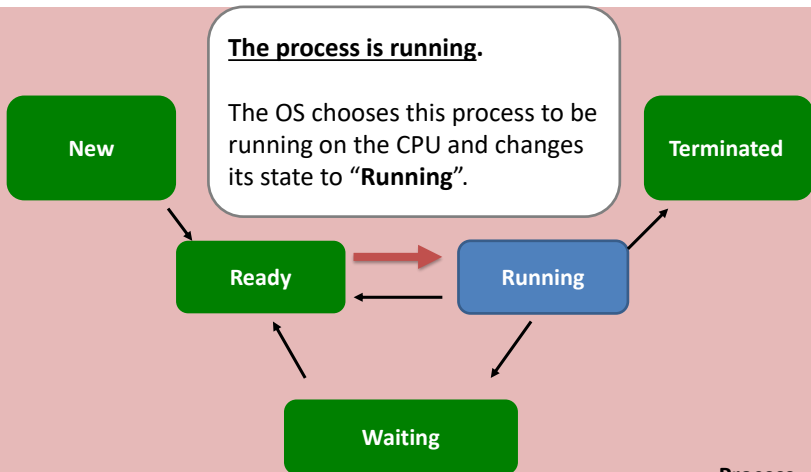 The process is running.
The OS chooses this process to be
running on the CPU and changes
its state to “Running”.
New
Terminated
Ready
Running
Waiting
Process